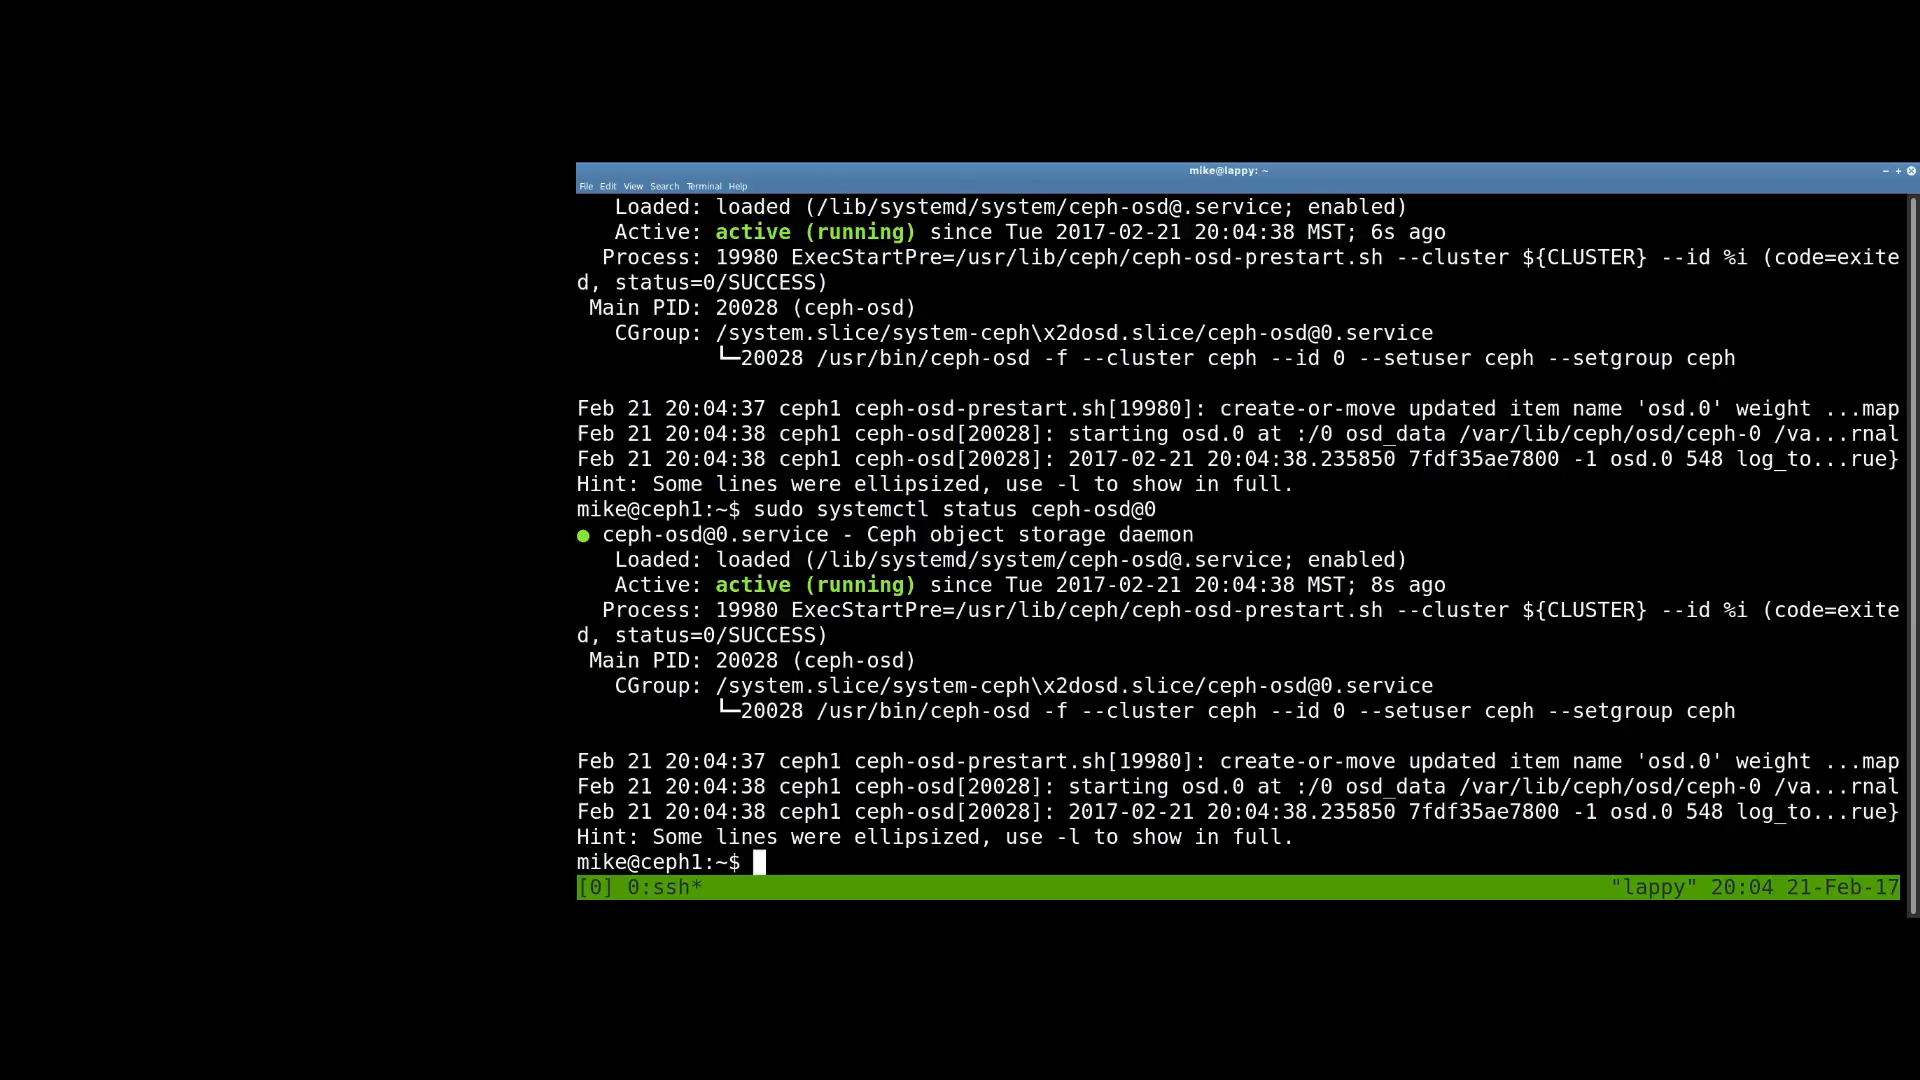 mike@lappy: ~
File Edit View Search Terminal Help
Loaded: loaded (/lib/systemd/system/ceph-osd@.service; enabled)
Active: active (running) since Tue 2017-02-21 20:04:38 MST; 6s ago
Process: 19980 ExecStartPre=/usr/lib/ceph/ceph-osd-prestart.sh --cluster ${CLUSTER} --id %i (code=exite
d, status=0/SUCCESS)
Main PID: 20028 (ceph-osd)
CGroup: /system.slice/system-ceph\x2dosd.slice/ceph-osd@0.service
└─20028 /usr/bin/ceph-osd -f --cluster ceph --id 0 --setuser ceph --setgroup ceph
Feb 21 20:04:37 ceph1 ceph-osd-prestart.sh[19980]: create-or-move updated item name 'osd.0' weight ...map
Feb 21 20:04:38 ceph1 ceph-osd[20028]: starting osd.0 at :/0 osd_data /var/lib/ceph/osd/ceph-0 /va...rnal
Feb 21 20:04:38 ceph1 ceph-osd[20028]: 2017-02-21 20:04:38.235850 7fdf35ae7800 -1 osd.0 548 log_to...rue}
Hint: Some lines were ellipsized, use -l to show in full.
mike@ceph1:~$ sudo systemctl status ceph-osd@0
● ceph-osd@0.service - Ceph object storage daemon
Loaded: loaded (/lib/systemd/system/ceph-osd@.service; enabled)
Active: active (running) since Tue 2017-02-21 20:04:38 MST; 8s ago
Process: 19980 ExecStartPre=/usr/lib/ceph/ceph-osd-prestart.sh --cluster ${CLUSTER} --id %i (code=exite
d, status=0/SUCCESS)
Main PID: 20028 (ceph-osd)
CGroup: /system.slice/system-ceph\x2dosd.slice/ceph-osd@0.service
└─20028 /usr/bin/ceph-osd -f --cluster ceph --id 0 --setuser ceph --setgroup ceph
Feb 21 20:04:37 ceph1 ceph-osd-prestart.sh[19980]: create-or-move updated item name 'osd.0' weight ...map
Feb 21 20:04:38 ceph1 ceph-osd[20028]: starting osd.0 at :/0 osd_data /var/lib/ceph/osd/ceph-0 /va...rnal
Feb 21 20:04:38 ceph1 ceph-osd[20028]: 2017-02-21 20:04:38.235850 7fdf35ae7800 -1 osd.0 548 log_to...rue}
Hint: Some lines were ellipsized, use -l to show in full.
mike@ceph1:~$
[0] 0:ssh* "lappy" 20:04 21-Feb-17